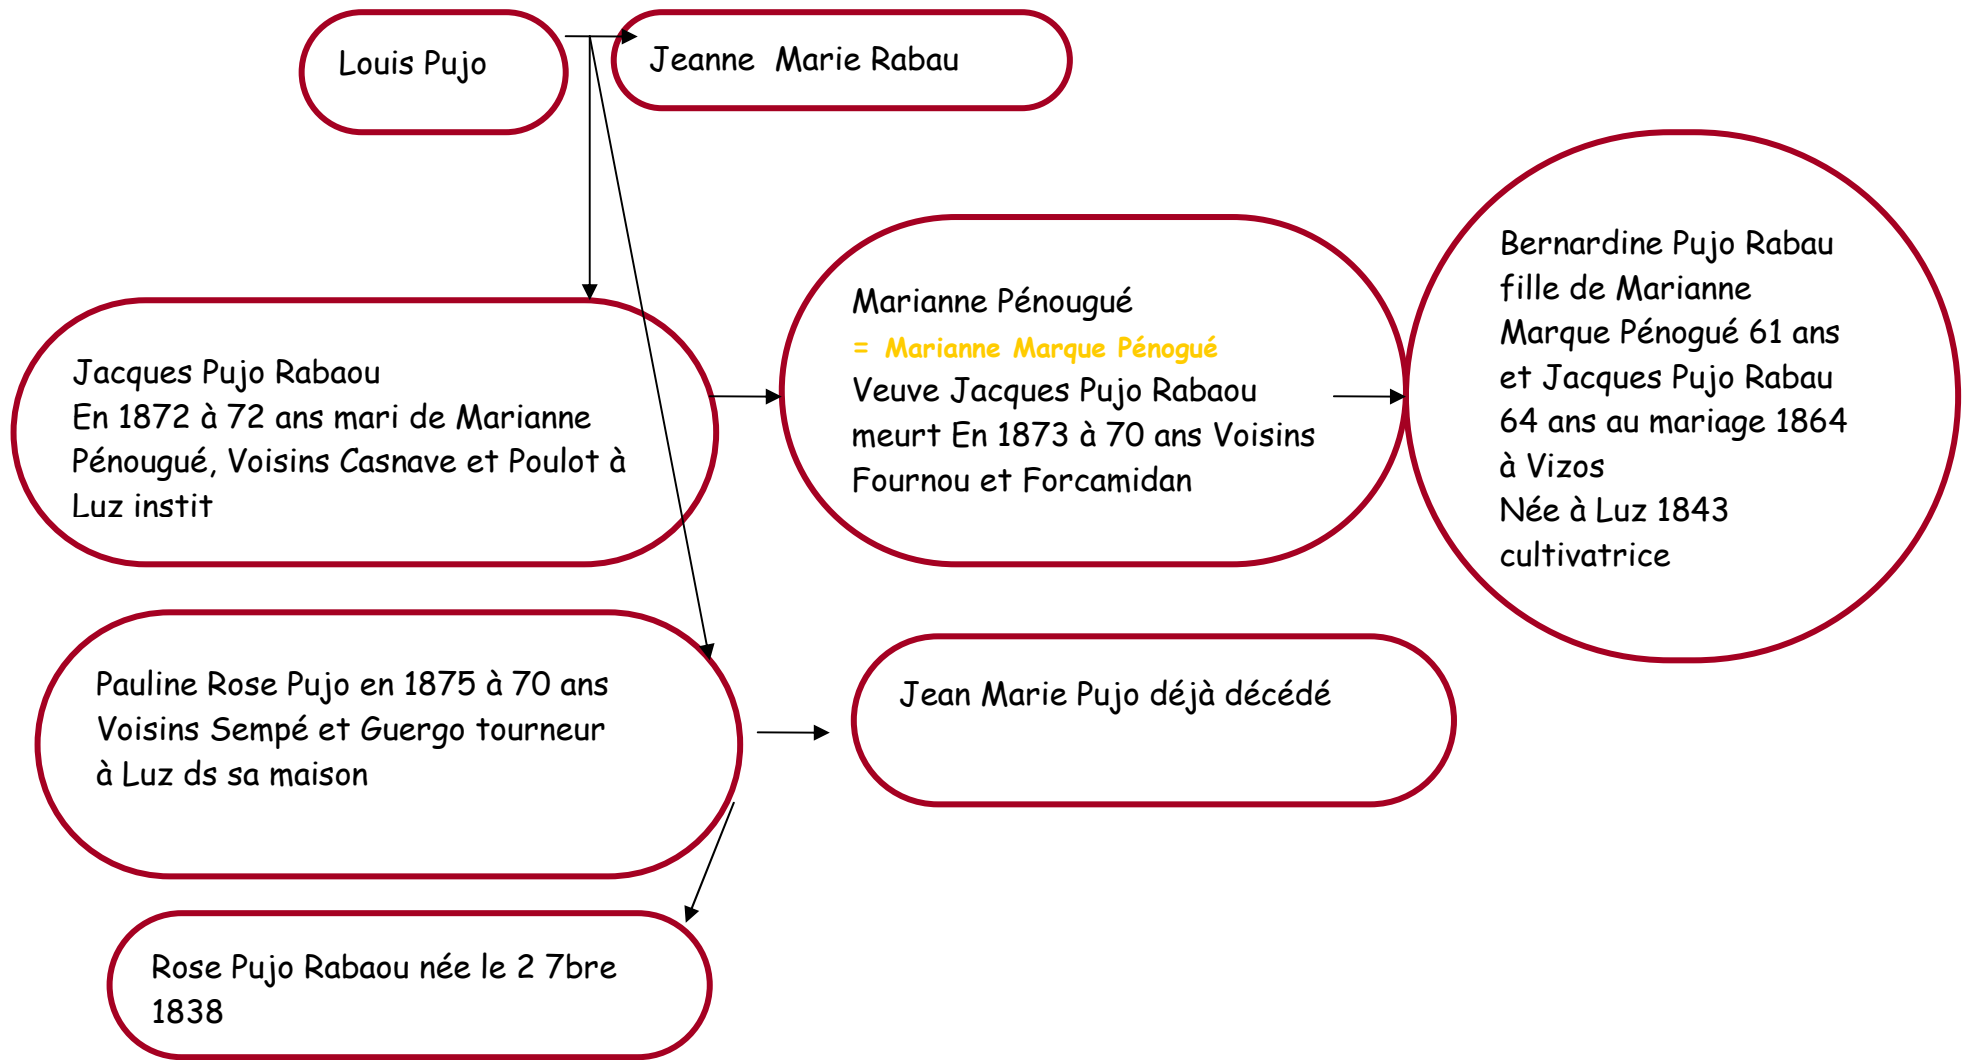 Louis Pujo
Jeanne Marie Rabau
Jacques Pujo Rabaou
En 1872 à 72 ans mari de Marianne
Pénougué, Voisins Casnave et Poulot à
Luz instit
Marianne Pénougué
= Marianne Marque Pénogué
Veuve Jacques Pujo Rabaou
meurt En 1873 à 70 ans Voisins
Fournou et Forcamidan
Bernardine Pujo Rabau
fille de Marianne
Marque Pénogué 61 ans
et Jacques Pujo Rabau
64 ans au mariage 1864
à Vizos
Née à Luz 1843
cultivatrice
Pauline Rose Pujo en 1875 à 70 ans
Voisins Sempé et Guergo tourneur
à Luz ds sa maison
Jean Marie Pujo déjà décédé
Rose Pujo Rabaou née le 2 7bre
1838